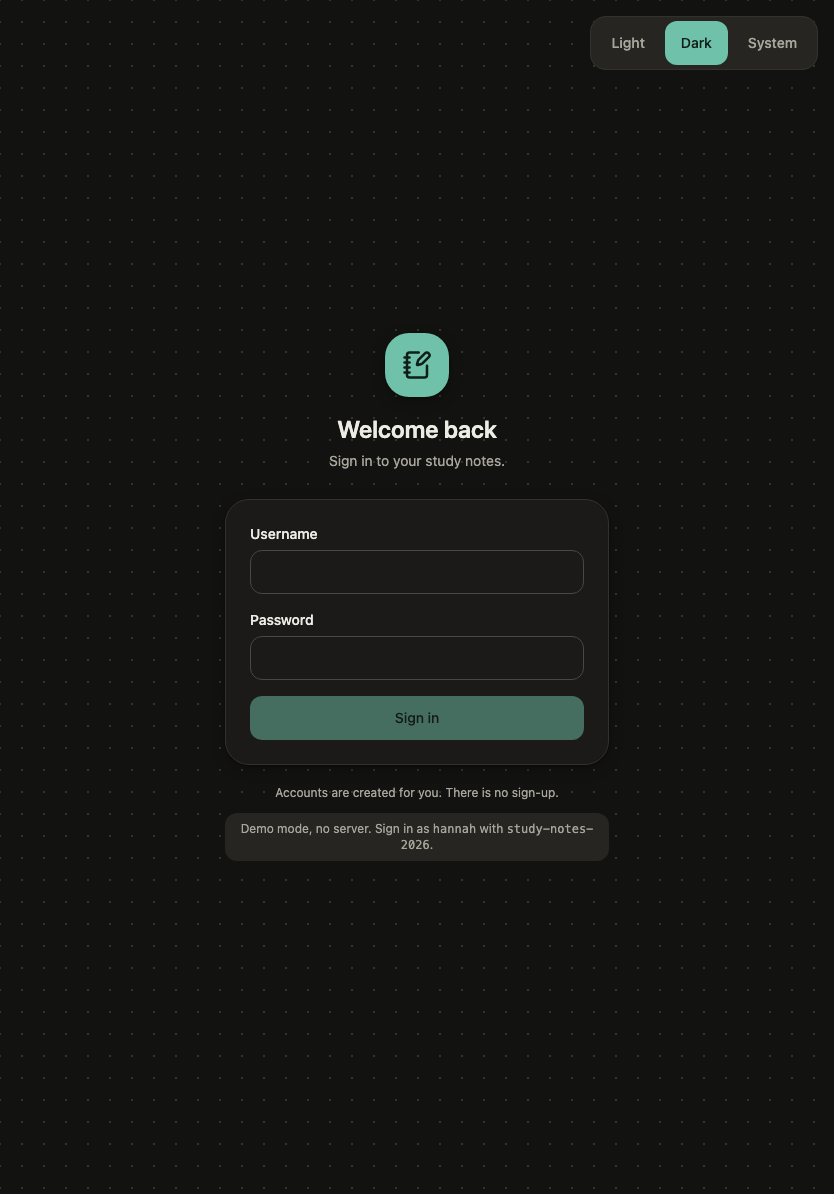 Light Dark System
Welcome back
Sign in to your study notes.
Username
Password
Sign in
Accounts are created for you. There is no sign-up.
Demo mode, no server. Sign in as hannah with study-notes-
2026.